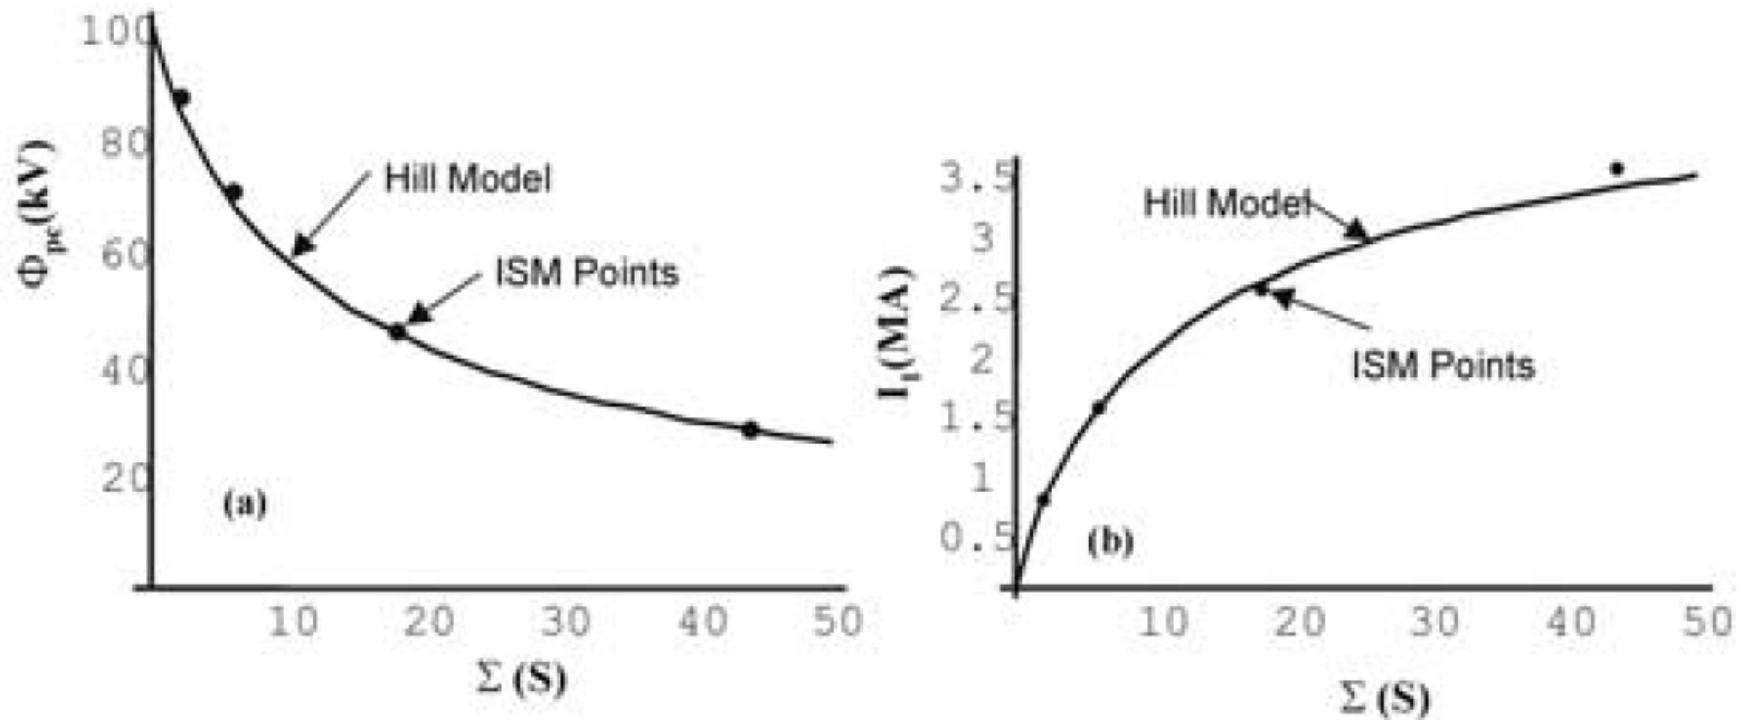 100
80
60
40
20
Φpc(kV)
Hill Model
ISM Points
(a)
10 20 30 40 50
Σ (S)
3.5
3
2.5
2
1.5
1
0.5
I1(MA)
Hill Model
ISM Points
(b)
10 20 30 40 50
Σ (S)